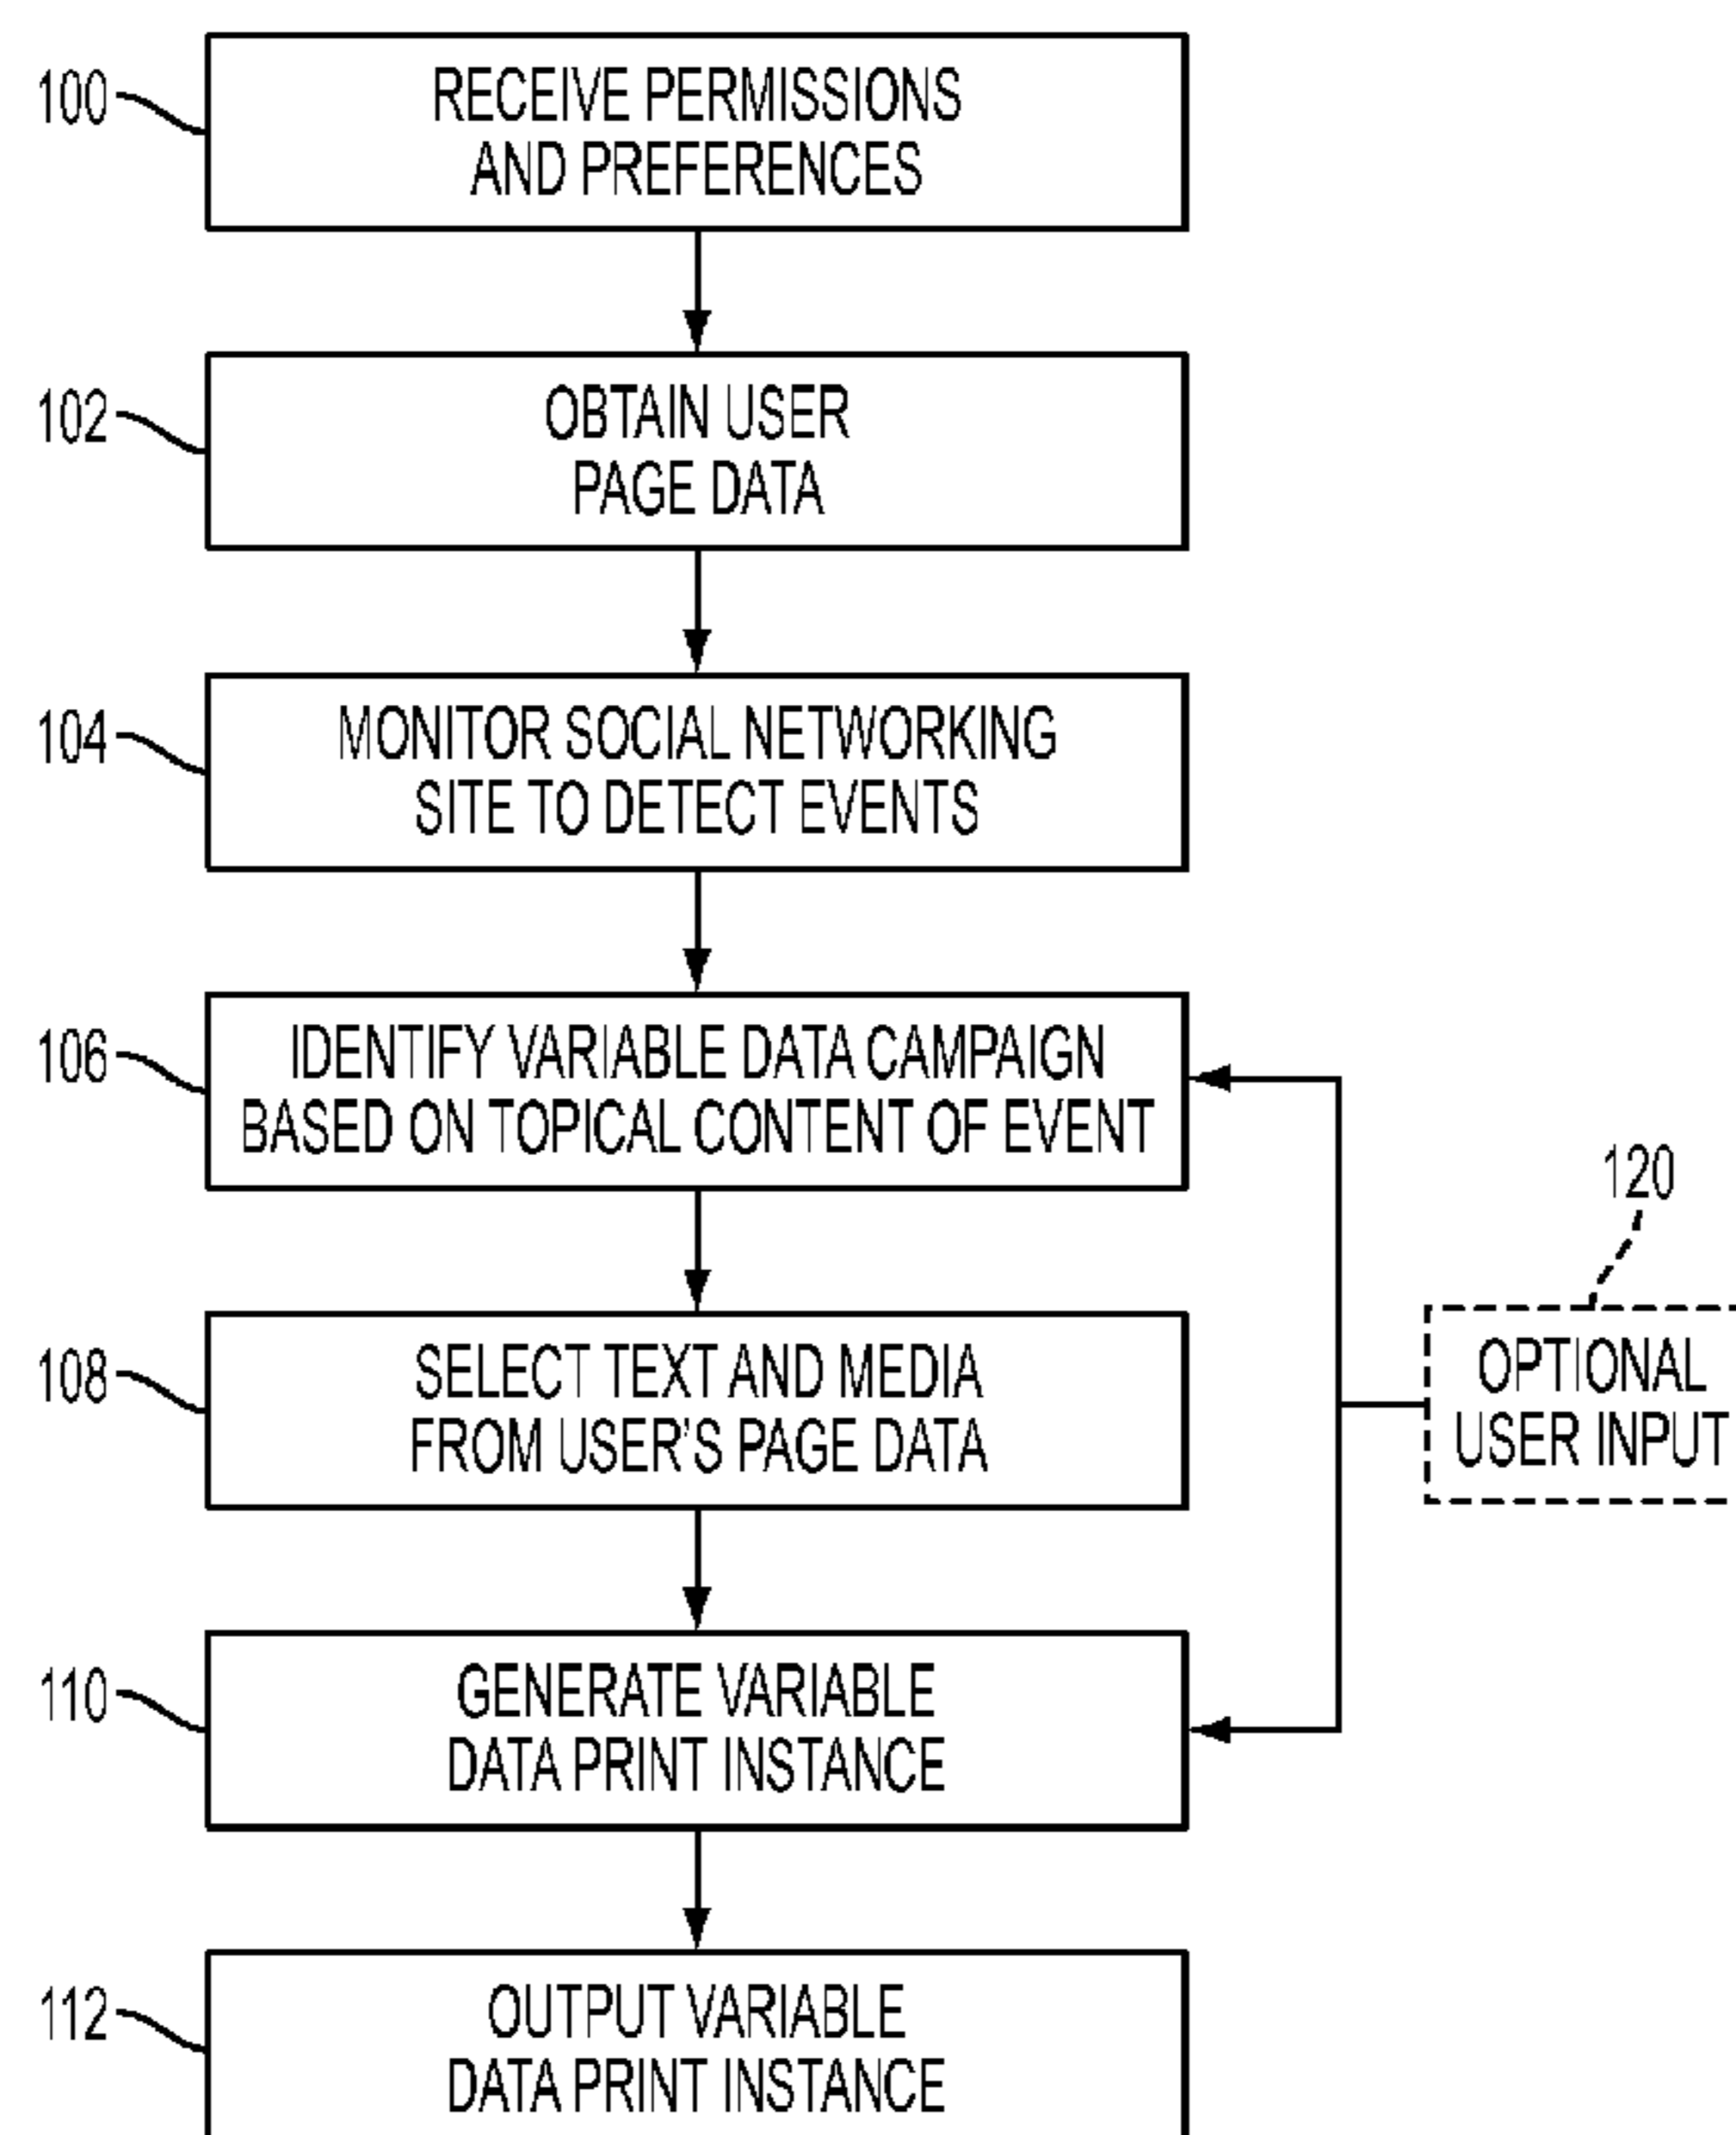 100
RECEIVE PERMISSIONS
AND PREFERENCES
102
OBTAIN USER
PAGE DATA
104
MONITOR SOCIAL NETWORKING
SITE TO DETECT EVENTS
106
IDENTIFY VARIABLE DATA CAMPAIGN
BASED ON TOPICAL CONTENT OF EVENT
120
OPTIONAL
USER INPUT
108
SELECT TEXT AND MEDIA
FROM USER'S PAGE DATA
110
GENERATE VARIABLE
DATA PRINT INSTANCE
112
OUTPUT VARIABLE
DATA PRINT INSTANCE